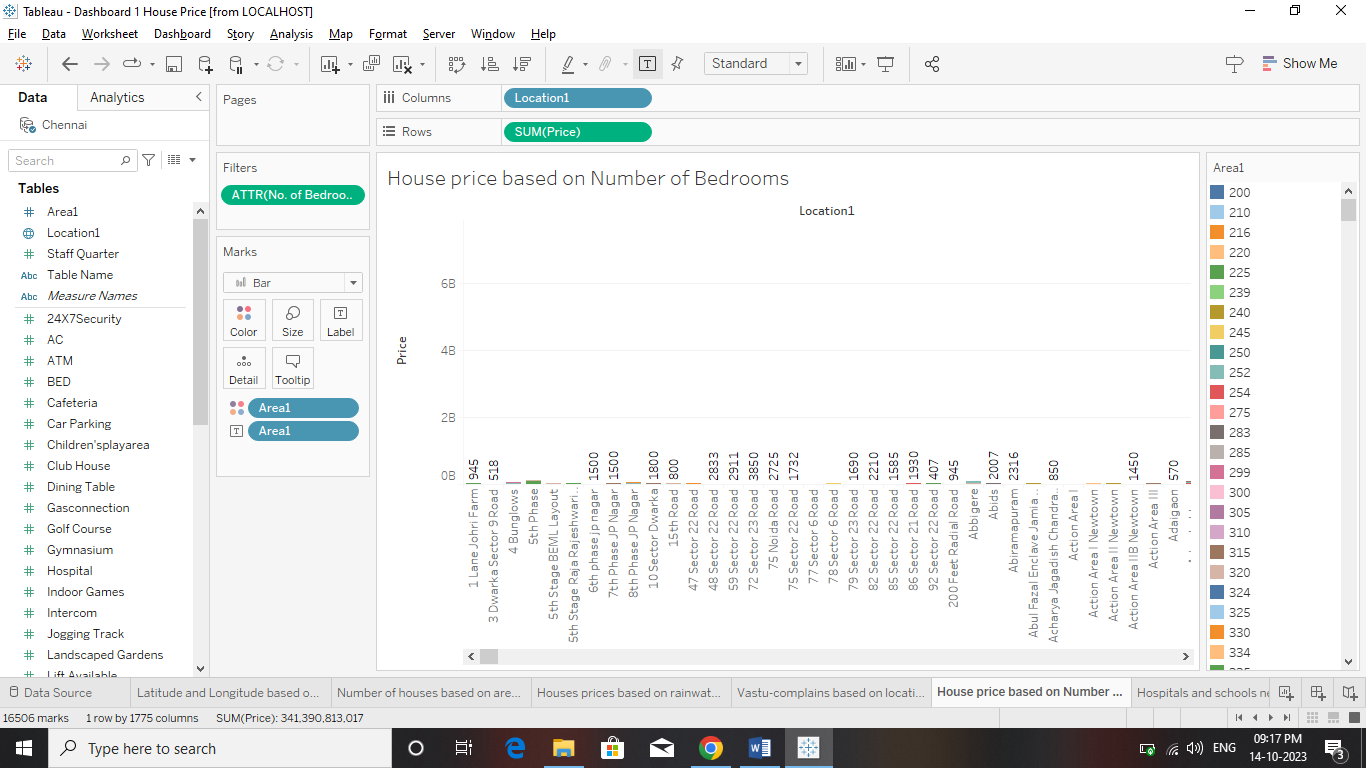 Tableau - Dashboard 1 House Price [from LOCALHOST]
File Data Worksheet Dashboard Story Analysis Map Format Server Window Help
Standard
Show Me
Data Analytics
Chennai
Search
Tables
Area1
Location1
Staff Quarter
Abc Table Name
Abc Measure Names
24X7Security
AC
ATM
BED
Cafeteria
Car Parking
Children'splayarea
Club House
Dining Table
Gasconnection
Golf Course
Gymnasium
Hospital
Indoor Games
Intercom
Jogging Track
Landscaped Gardens
Lift Available
Pages
Filters
ATTR(No. of Bedroo..
Marks
Bar
Color Size Label
Detail Tooltip
Area1
Area1
Columns Location1
Rows SUM(Price)
House price based on Number of Bedrooms
Location1
Price
6B
4B
2B
0B
945
518
1500
1500
1800
800
2833
2911
3850
2725
1732
1690
2210
1585
1930
407
945
2007
2316
850
1450
570
1 Lane Johri Farm
3 Dwarka Sector 9 Road
4 Bunglows
5th Phase
5th Stage BEML Layout
5th Stage Raja Rajeshwari...
6th phase jp nagar
7th Phase JP Nagar
8th Phase JP Nagar
10 Sector Dwarka
15th Road
47 Sector 22 Road
48 Sector 22 Road
59 Sector 22 Road
72 Sector 23 Road
75 Noida Road
75 Sector 22 Road
77 Sector 6 Road
78 Sector 6 Road
79 Sector 23 Road
82 Sector 22 Road
85 Sector 22 Road
86 Sector 21 Road
92 Sector 22 Road
200 Feet Radial Road
Abbigere
Abids
Abiramapuram
Abul Fazal Enclave Jamia...
Acharya Jagadish Chandra...
Action Area I
Action Area I Newtown
Action Area II Newtown
Action Area IIB Newtown
Action Area III
Adajgaon
Area1
200
210
216
220
225
239
240
245
250
252
254
275
283
285
299
300
305
310
315
320
324
325
330
334
335
Data Source Latitude and Longitude based o... Number of houses based on are... Houses prices based on rainwat... Vastu-complains based on locati... House price based on Number ... Hospitals and schools ne
16506 marks 1 row by 1775 columns SUM(Price): 341,390,813,017
Type here to search
ENG
09:17 PM
14-10-2023
3